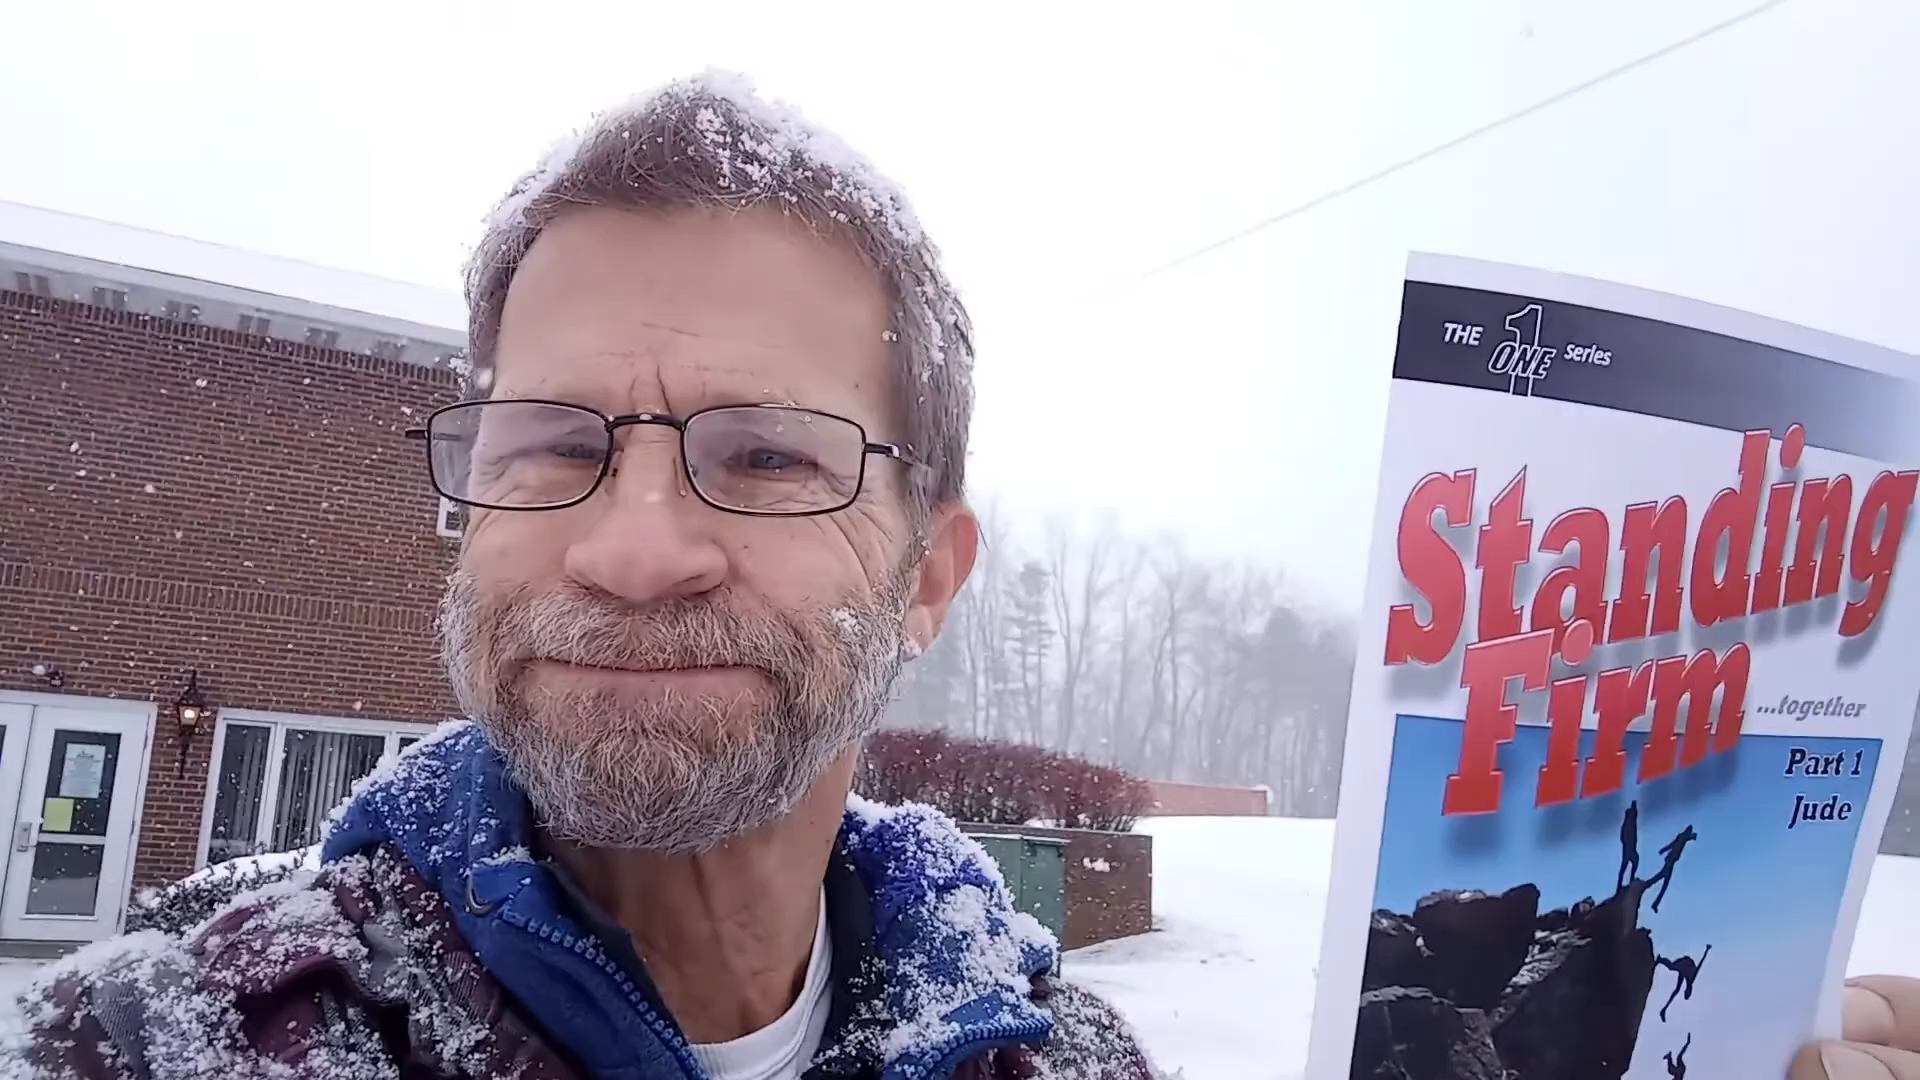 THE 1 ONE series
Standing
Firm
...together
Part 1
Jude